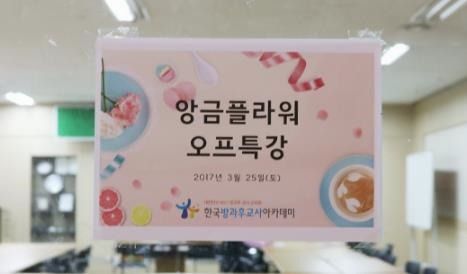 앙금플라워
오프특강
2017년 3월 25일(토)
한국방과후교사아카데미